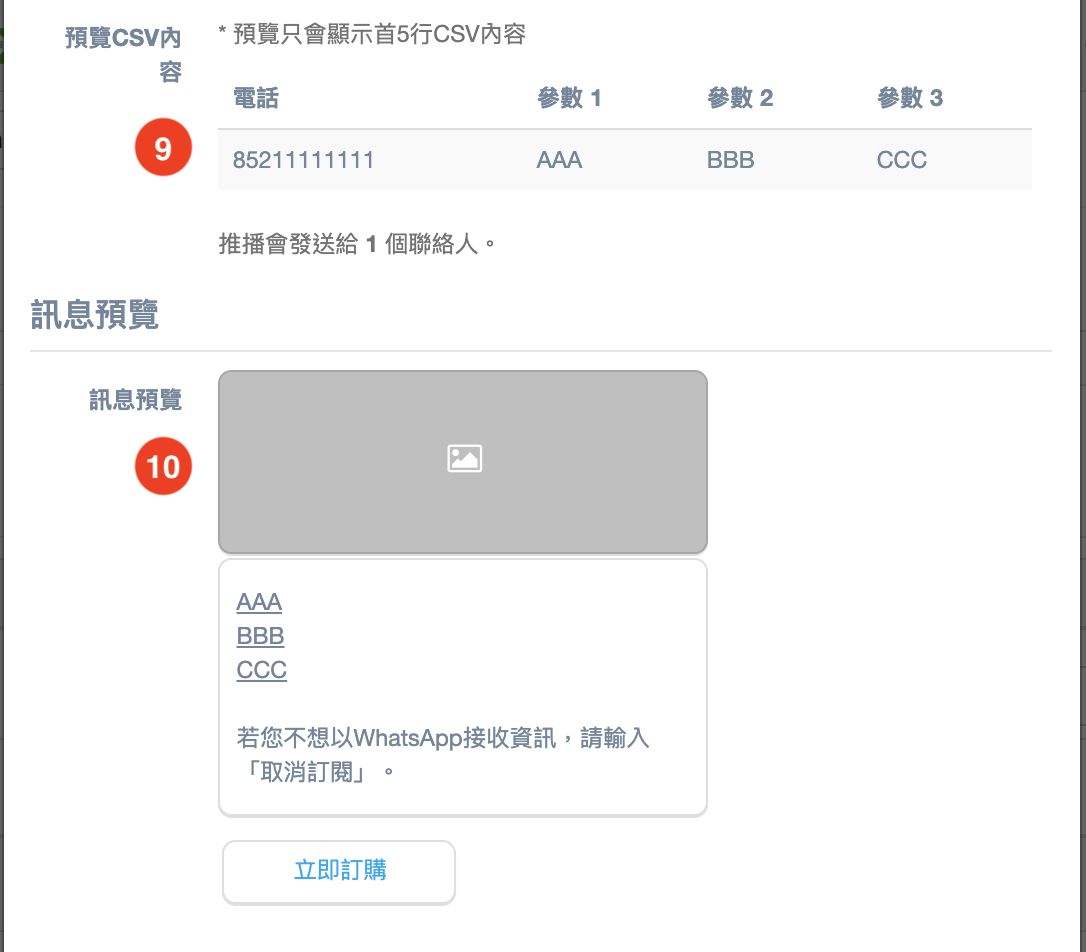 預覽CSV內
容
* 預覽只會顯示首5行CSV內容
電話 參數 1 參數 2 參數 3
9
85211111111 AAA BBB CCC
推播會發送給 1 個聯絡人。
訊息預覽
訊息預覽
10
AAA
BBB
CCC
若您不想以WhatsApp接收資訊，請輸入
「取消訂閱」。
立即訂購